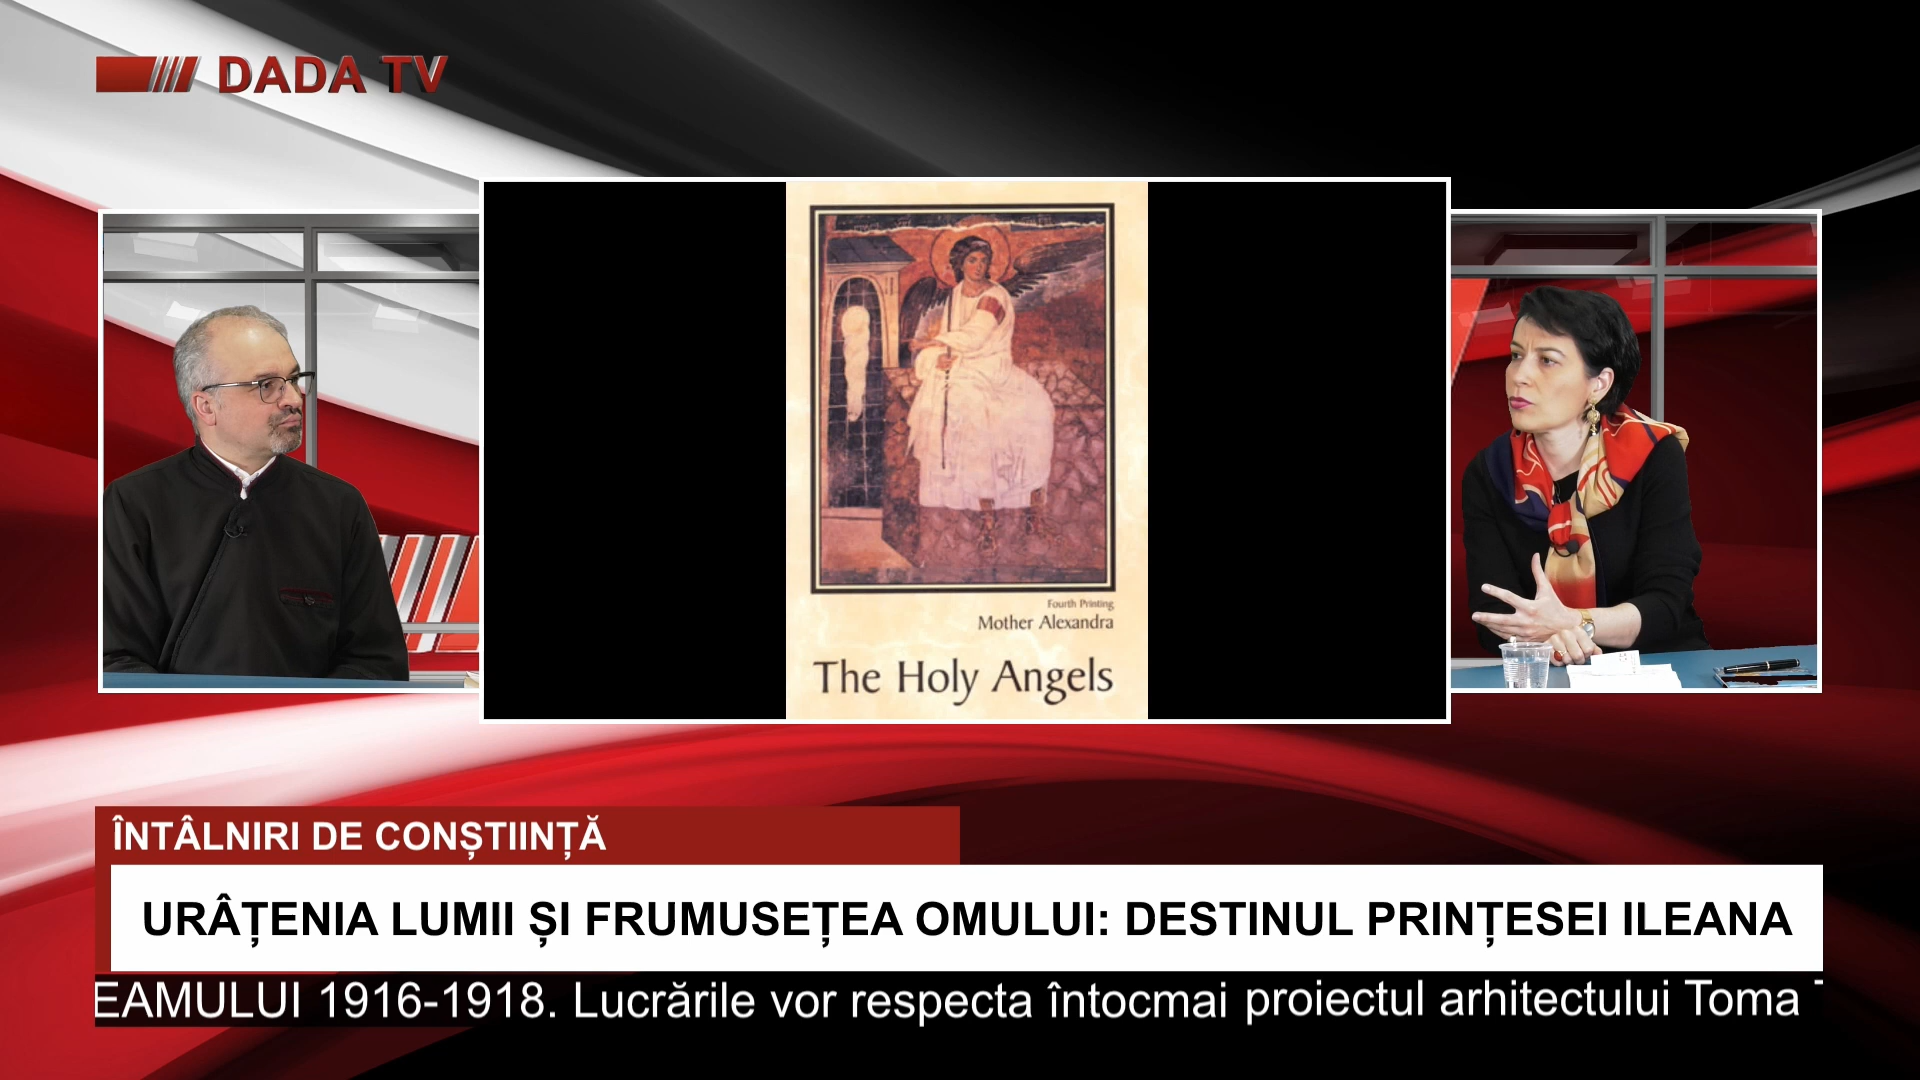 DADA TV
Fourth Printing
Mother Alexandra
The Holy Angels
ÎNTÂLNIRI DE CONȘTIINȚĂ
URÂȚENIA LUMII ȘI FRUMUSEȚEA OMULUI: DESTINUL PRINȚESEI ILEANA
EAMULUI 1916-1918. Lucrările vor respecta întocmai proiectul arhitectului Toma